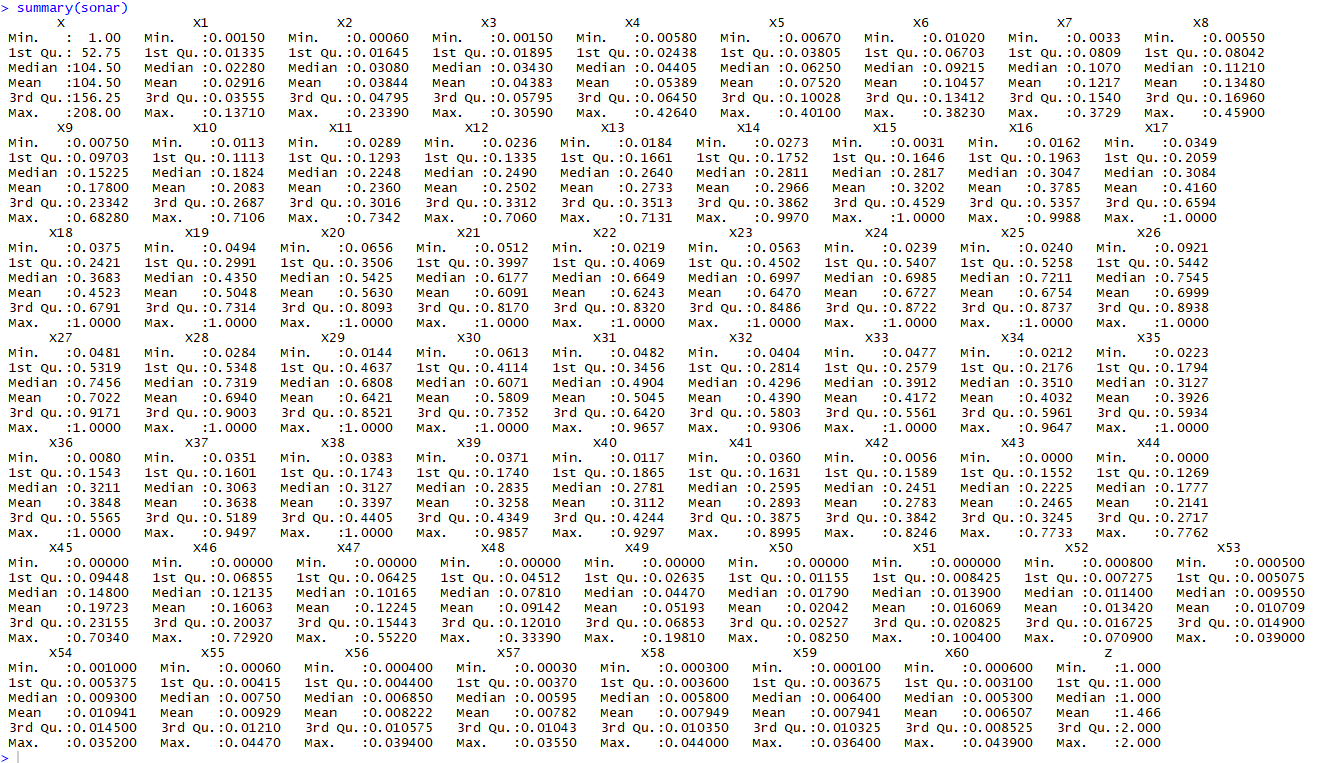 > summary(sonar)
X X1 X2 X3 X4 X5 X6 X7 X8
Min. : 1.00 Min. :0.00150 Min. :0.00060 Min. :0.00150 Min. :0.00580 Min. :0.00670 Min. :0.01020 Min. :0.0033 Min. :0.00550
1st Qu.: 52.75 1st Qu.:0.01335 1st Qu.:0.01645 1st Qu.:0.01895 1st Qu.:0.02438 1st Qu.:0.03805 1st Qu.:0.06703 1st Qu.:0.0809 1st Qu.:0.08042
Median :104.50 Median :0.02280 Median :0.03080 Median :0.03430 Median :0.04405 Median :0.06250 Median :0.09215 Median :0.1070 Median :0.11210
Mean :104.50 Mean :0.02916 Mean :0.03844 Mean :0.04383 Mean :0.05389 Mean :0.07520 Mean :0.10457 Mean :0.1217 Mean :0.13480
3rd Qu.:156.25 3rd Qu.:0.03555 3rd Qu.:0.04795 3rd Qu.:0.05795 3rd Qu.:0.06450 3rd Qu.:0.10028 3rd Qu.:0.13412 3rd Qu.:0.1540 3rd Qu.:0.16960
Max. :208.00 Max. :0.13710 Max. :0.23390 Max. :0.30590 Max. :0.42640 Max. :0.40100 Max. :0.38230 Max. :0.3729 Max. :0.45900
X9 X10 X11 X12 X13 X14 X15 X16 X17
Min. :0.00750 Min. :0.0113 Min. :0.0289 Min. :0.0236 Min. :0.0184 Min. :0.0273 Min. :0.0031 Min. :0.0162 Min. :0.0349
1st Qu.:0.09703 1st Qu.:0.1113 1st Qu.:0.1293 1st Qu.:0.1335 1st Qu.:0.1661 1st Qu.:0.1752 1st Qu.:0.1646 1st Qu.:0.1963 1st Qu.:0.2059
Median :0.15225 Median :0.1824 Median :0.2248 Median :0.2490 Median :0.2640 Median :0.2811 Median :0.2817 Median :0.3047 Median :0.3084
Mean :0.17800 Mean :0.2083 Mean :0.2360 Mean :0.2502 Mean :0.2733 Mean :0.2966 Mean :0.3202 Mean :0.3785 Mean :0.4160
3rd Qu.:0.23342 3rd Qu.:0.2687 3rd Qu.:0.3016 3rd Qu.:0.3312 3rd Qu.:0.3513 3rd Qu.:0.3862 3rd Qu.:0.4529 3rd Qu.:0.5357 3rd Qu.:0.6594
Max. :0.68280 Max. :0.7106 Max. :0.7342 Max. :0.7060 Max. :0.7131 Max. :0.9970 Max. :1.0000 Max. :0.9988 Max. :1.0000
X18 X19 X20 X21 X22 X23 X24 X25 X26
Min. :0.0375 Min. :0.0494 Min. :0.0656 Min. :0.0512 Min. :0.0219 Min. :0.0563 Min. :0.0239 Min. :0.0240 Min. :0.0921
1st Qu.:0.2421 1st Qu.:0.2991 1st Qu.:0.3506 1st Qu.:0.3997 1st Qu.:0.4069 1st Qu.:0.4502 1st Qu.:0.5407 1st Qu.:0.5258 1st Qu.:0.5442
Median :0.3683 Median :0.4350 Median :0.5425 Median :0.6177 Median :0.6649 Median :0.6997 Median :0.6985 Median :0.7211 Median :0.7545
Mean :0.4523 Mean :0.5048 Mean :0.5630 Mean :0.6091 Mean :0.6243 Mean :0.6470 Mean :0.6727 Mean :0.6754 Mean :0.6999
3rd Qu.:0.6791 3rd Qu.:0.7314 3rd Qu.:0.8093 3rd Qu.:0.8170 3rd Qu.:0.8320 3rd Qu.:0.8486 3rd Qu.:0.8722 3rd Qu.:0.8737 3rd Qu.:0.8938
Max. :1.0000 Max. :1.0000 Max. :1.0000 Max. :1.0000 Max. :1.0000 Max. :1.0000 Max. :1.0000 Max. :1.0000 Max. :1.0000
X27 X28 X29 X30 X31 X32 X33 X34 X35
Min. :0.0481 Min. :0.0284 Min. :0.0144 Min. :0.0613 Min. :0.0482 Min. :0.0404 Min. :0.0477 Min. :0.0212 Min. :0.0223
1st Qu.:0.5319 1st Qu.:0.5348 1st Qu.:0.4637 1st Qu.:0.4114 1st Qu.:0.3456 1st Qu.:0.2814 1st Qu.:0.2579 1st Qu.:0.2176 1st Qu.:0.1794
Median :0.7456 Median :0.7319 Median :0.6808 Median :0.6071 Median :0.4904 Median :0.4296 Median :0.3912 Median :0.3510 Median :0.3127
Mean :0.7022 Mean :0.6940 Mean :0.6421 Mean :0.5809 Mean :0.5045 Mean :0.4390 Mean :0.4172 Mean :0.4032 Mean :0.3926
3rd Qu.:0.9171 3rd Qu.:0.9003 3rd Qu.:0.8521 3rd Qu.:0.7352 3rd Qu.:0.6420 3rd Qu.:0.5803 3rd Qu.:0.5561 3rd Qu.:0.5961 3rd Qu.:0.5934
Max. :1.0000 Max. :1.0000 Max. :1.0000 Max. :1.0000 Max. :0.9657 Max. :0.9306 Max. :1.0000 Max. :0.9647 Max. :1.0000
X36 X37 X38 X39 X40 X41 X42 X43 X44
Min. :0.0080 Min. :0.0351 Min. :0.0383 Min. :0.0371 Min. :0.0117 Min. :0.0360 Min. :0.0056 Min. :0.0000 Min. :0.0000
1st Qu.:0.1543 1st Qu.:0.1601 1st Qu.:0.1743 1st Qu.:0.1740 1st Qu.:0.1865 1st Qu.:0.1631 1st Qu.:0.1589 1st Qu.:0.1552 1st Qu.:0.1269
Median :0.3211 Median :0.3063 Median :0.3127 Median :0.2835 Median :0.2781 Median :0.2595 Median :0.2451 Median :0.2225 Median :0.1777
Mean :0.3848 Mean :0.3638 Mean :0.3397 Mean :0.3258 Mean :0.3112 Mean :0.2893 Mean :0.2783 Mean :0.2465 Mean :0.2141
3rd Qu.:0.5565 3rd Qu.:0.5189 3rd Qu.:0.4405 3rd Qu.:0.4349 3rd Qu.:0.4244 3rd Qu.:0.3875 3rd Qu.:0.3842 3rd Qu.:0.3245 3rd Qu.:0.2717
Max. :1.0000 Max. :0.9497 Max. :1.0000 Max. :0.9857 Max. :0.9297 Max. :0.8995 Max. :0.8246 Max. :0.7733 Max. :0.7762
X45 X46 X47 X48 X49 X50 X51 X52 X53
Min. :0.00000 Min. :0.00000 Min. :0.00000 Min. :0.00000 Min. :0.00000 Min. :0.00000 Min. :0.000000 Min. :0.000800 Min. :0.000500
1st Qu.:0.09448 1st Qu.:0.06855 1st Qu.:0.06425 1st Qu.:0.04512 1st Qu.:0.02635 1st Qu.:0.01155 1st Qu.:0.008425 1st Qu.:0.007275 1st Qu.:0.005075
Median :0.14800 Median :0.12135 Median :0.10165 Median :0.07810 Median :0.04470 Median :0.01790 Median :0.013900 Median :0.011400 Median :0.009550
Mean :0.19723 Mean :0.16063 Mean :0.12245 Mean :0.09142 Mean :0.05193 Mean :0.02042 Mean :0.016069 Mean :0.013420 Mean :0.010709
3rd Qu.:0.23155 3rd Qu.:0.20037 3rd Qu.:0.15443 3rd Qu.:0.12010 3rd Qu.:0.06853 3rd Qu.:0.02527 3rd Qu.:0.020825 3rd Qu.:0.016725 3rd Qu.:0.014900
Max. :0.70340 Max. :0.72920 Max. :0.55220 Max. :0.33390 Max. :0.19810 Max. :0.08250 Max. :0.100400 Max. :0.070900 Max. :0.039000
X54 X55 X56 X57 X58 X59 X60 Z
Min. :0.001000 Min. :0.00060 Min. :0.000400 Min. :0.00030 Min. :0.000300 Min. :0.000100 Min. :0.000600 Min. :1.000
1st Qu.:0.005375 1st Qu.:0.00415 1st Qu.:0.004400 1st Qu.:0.00370 1st Qu.:0.003600 1st Qu.:0.003675 1st Qu.:0.003100 1st Qu.:1.000
Median :0.009300 Median :0.00750 Median :0.006850 Median :0.00595 Median :0.005800 Median :0.006400 Median :0.005300 Median :1.000
Mean :0.010941 Mean :0.00929 Mean :0.008222 Mean :0.00782 Mean :0.007949 Mean :0.007941 Mean :0.006507 Mean :1.466
3rd Qu.:0.014500 3rd Qu.:0.01210 3rd Qu.:0.010575 3rd Qu.:0.01043 3rd Qu.:0.010350 3rd Qu.:0.010325 3rd Qu.:0.008525 3rd Qu.:2.000
Max. :0.035200 Max. :0.04470 Max. :0.039400 Max. :0.03550 Max. :0.044000 Max. :0.036400 Max. :0.043900 Max. :2.000
>